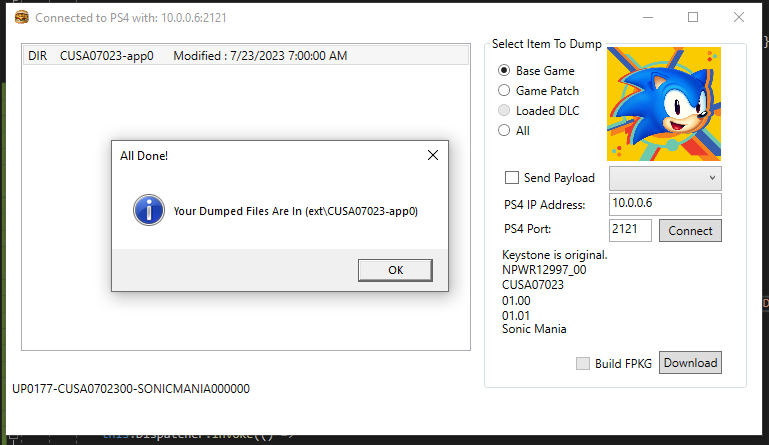 Connected to PS4 with: 10.0.0.6:2121
DIR CUSA07023-app0 Modified : 7/23/2023 7:00:00 AM
All Done!
Your Dumped Files Are In (ext\CUSA07023-app0)
OK
UP0177-CUSA0702300-SONICMANIA000000
Select Item To Dump
Base Game
Game Patch
Loaded DLC
All
Send Payload
PS4 IP Address: 10.0.0.6
PS4 Port: 2121 Connect
Keystone is original.
NPWR12997_00
CUSA07023
01.00
01.01
Sonic Mania
Build FPKG Download